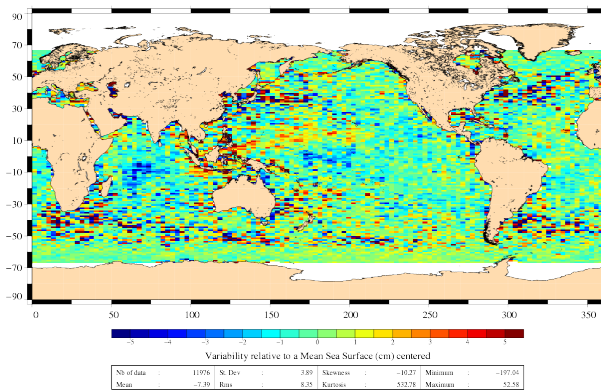 90
70
50
30
10
−10
−30
−50
−70
−90
0 50 100 150 200 250 300 350
−5 −4 −3 −2 −1 0 1 2 3 4 5
Variability relative to a Mean Sea Surface (cm) centered
Nb of data : 11976 St. Dev : 3.89 Skewness : −10.27 Minimum : −197.04
Mean : −7.39 Rms : 8.35 Kurtosis : 532.78 Maximum : 52.58